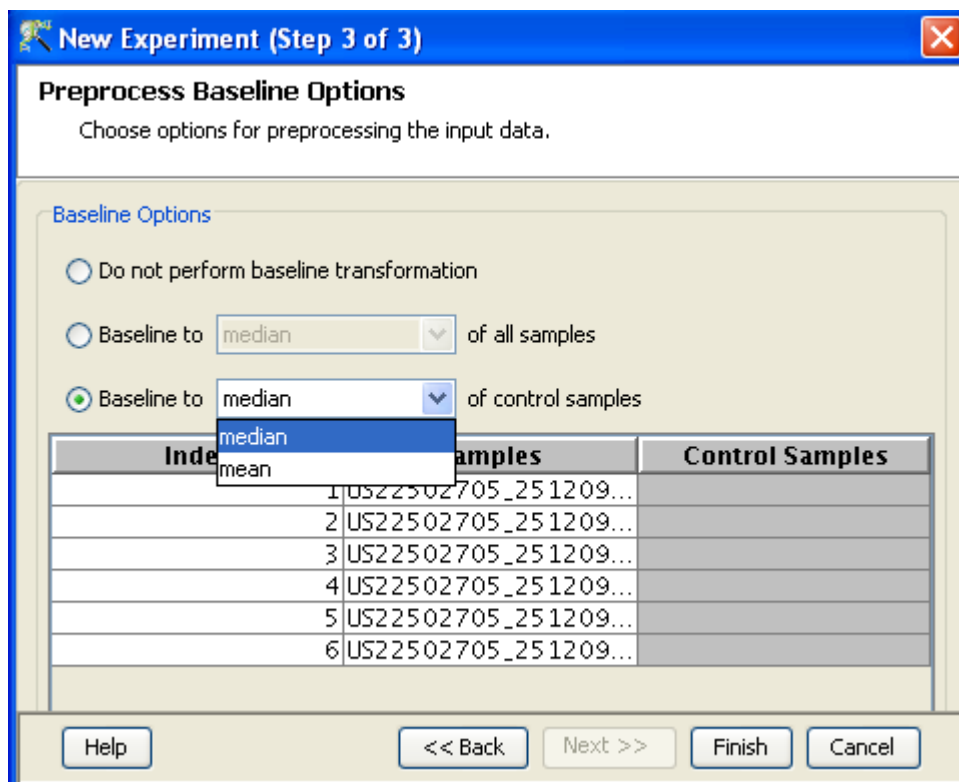 New Experiment (Step 3 of 3)
Preprocess Baseline Options
Choose options for preprocessing the input data.
Baseline Options
Do not perform baseline transformation
Baseline to median of all samples
Baseline to median of control samples
median
mean
Control Samples
1 US22502705_251209...
2 US22502705_251209...
3 US22502705_251209...
4 US22502705_251209...
5 US22502705_251209...
6 US22502705_251209...
Help << Back Next >> Finish Cancel